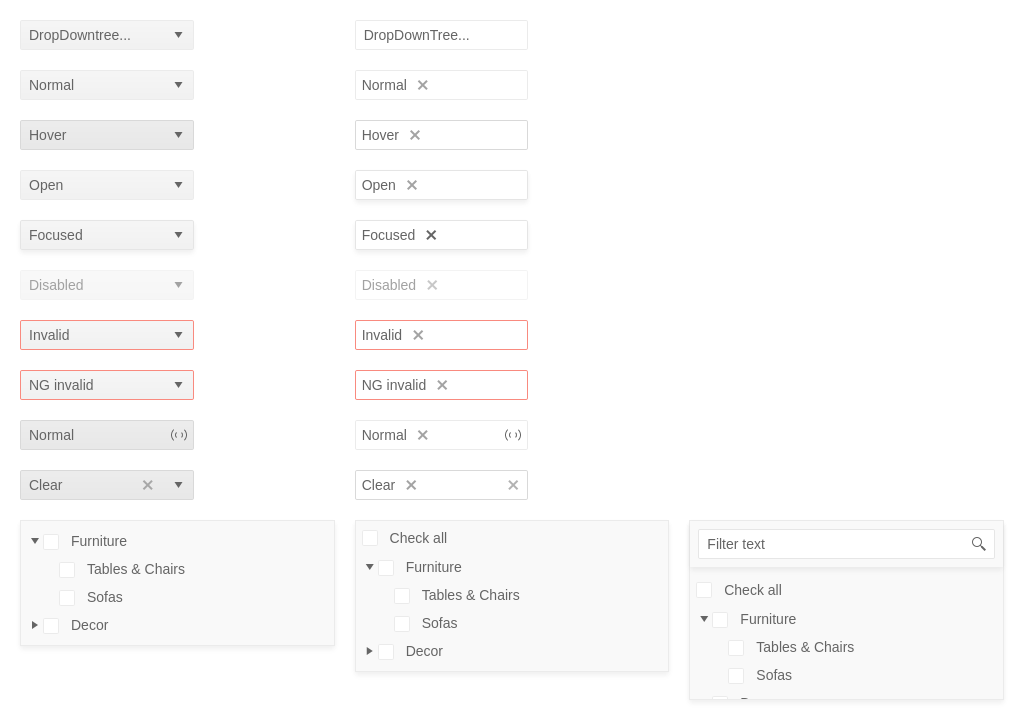 DropDowntree...
DropDownTree...
Normal
Normal
Hover
Hover
Open
Open
Focused
Focused
Disabled
Disabled
Invalid
Invalid
NG invalid
NG invalid
Normal
Normal
Clear
Clear
Furniture
Tables & Chairs
Sofas
Decor
Check all
Furniture
Tables & Chairs
Sofas
Decor
Filter text
Check all
Furniture
Tables & Chairs
Sofas